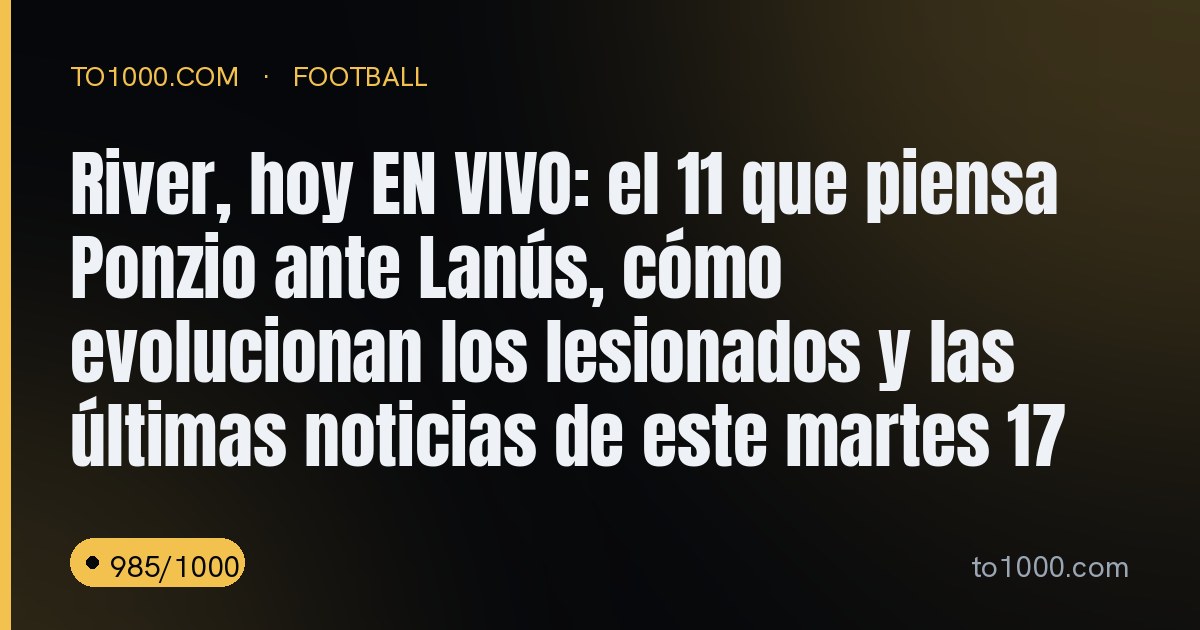 TO1000.COM · FOOTBALL
River, hoy EN VIVO: el 11 que piensa
Ponzio ante Lanús, cómo
evolucionan los lesionados y las
últimas noticias de este martes 17
985/1000
to1000.com